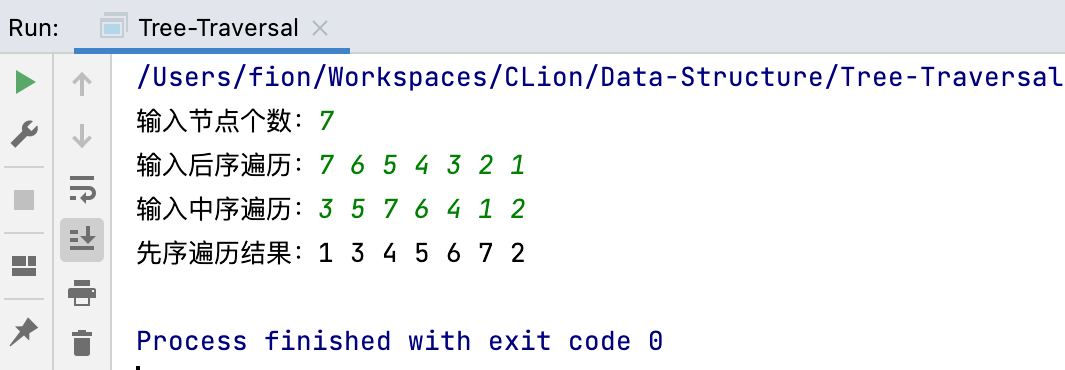 Run: Tree-Traversal
/Users/fion/Workspaces/CLion/Data-Structure/Tree-Traversal
输入节点个数：7
输入后序遍历：7 6 5 4 3 2 1
输入中序遍历：3 5 7 6 4 1 2
先序遍历结果：1 3 4 5 6 7 2
Process finished with exit code 0